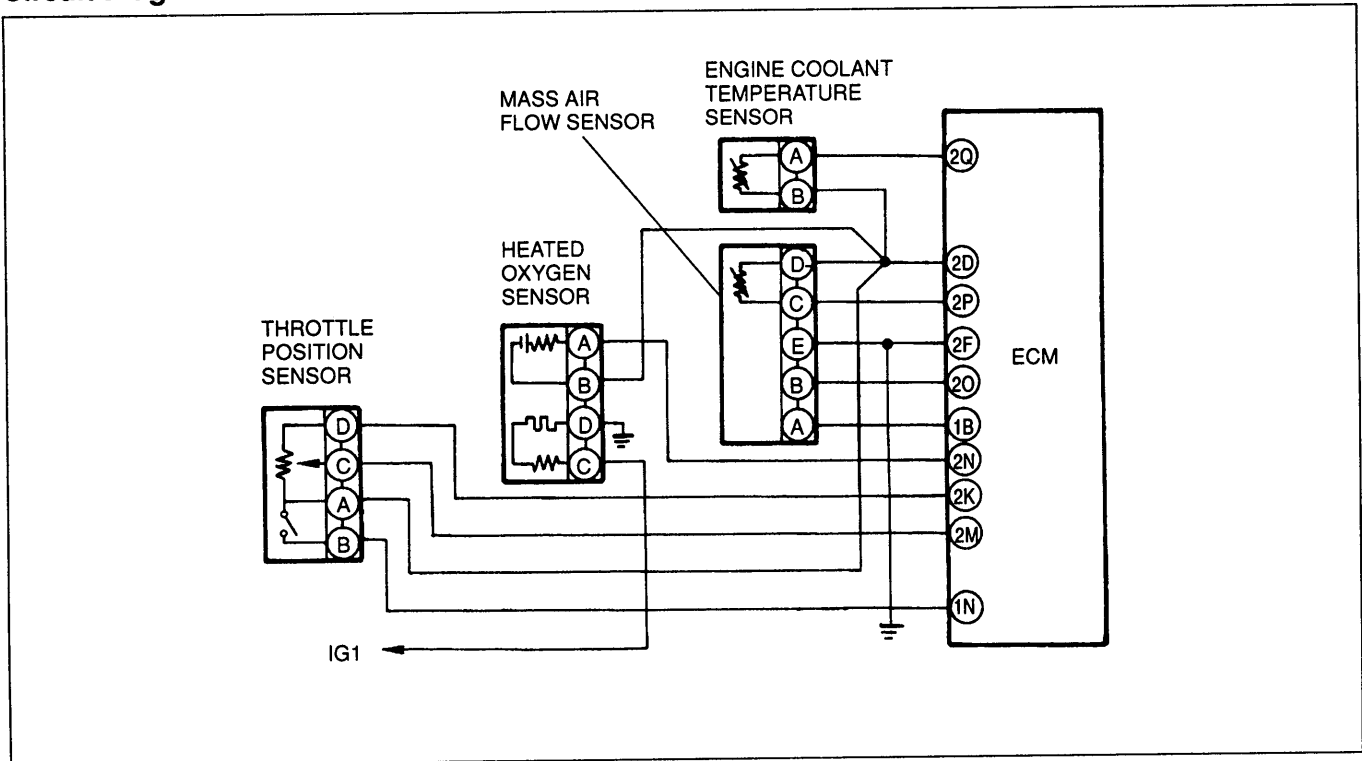 ENGINE COOLANT
TEMPERATURE
SENSOR
MASS AIR
FLOW SENSOR
A
B
2Q
HEATED
OXYGEN
SENSOR
D
C
E
B
A
2D
2P
2F
2O
1B
2N
2K
2M
1N
ECM
THROTTLE
POSITION
SENSOR
A
B
D
C
D
C
A
B
IG1